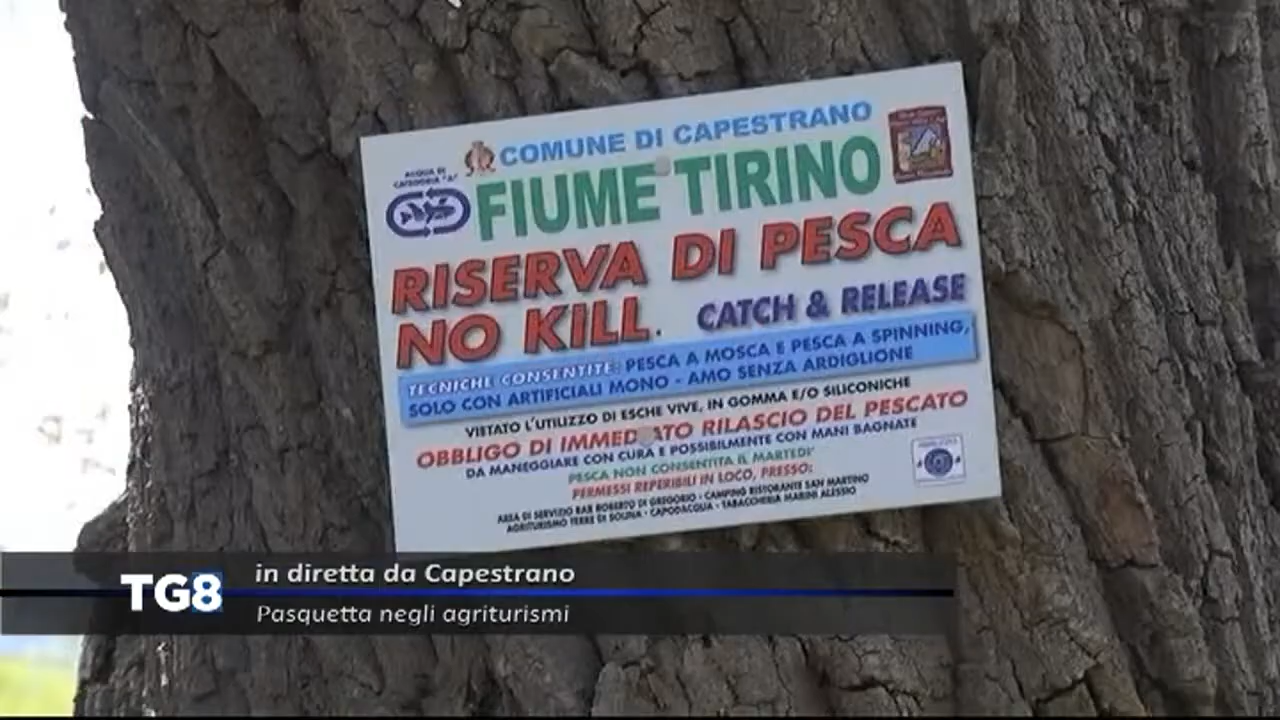 COMUNE DI CAPESTRANO
ACQUA DI
CATEGORIA "A"
FIUME TIRINO
RISERVA DI PESCA
NO KILL. CATCH & RELEASE
TECNICHE CONSENTITE: PESCA A MOSCA E PESCA A SPINNING,
SOLO CON ARTIFICIALI MONO - AMO SENZA ARDIGLIONE
VIETATO L'UTILIZZO DI ESCHE VIVE, IN GOMMA E/O SILICONICHE
OBBLIGO DI IMMEDIATO RILASCIO DEL PESCATO
DA MANEGGIARE CON CURA E POSSIBILMENTE CON MANI BAGNATE
PESCA NON CONSENTITA IL MARTEDI'
PERMESSI REPERIBILI IN LOCO, PRESSO:
AREA DI SERVIZIO BAR ROBERTO DI GREGORIO - CAMPING RISTORANTE SAN MARTINO
AGRITURISMO TERRE DI SOLINA - CAPODACQUA - TABACCHERIA MARINI ALESSIO
TG8
in diretta da Capestrano
Pasquetta negli agriturismi